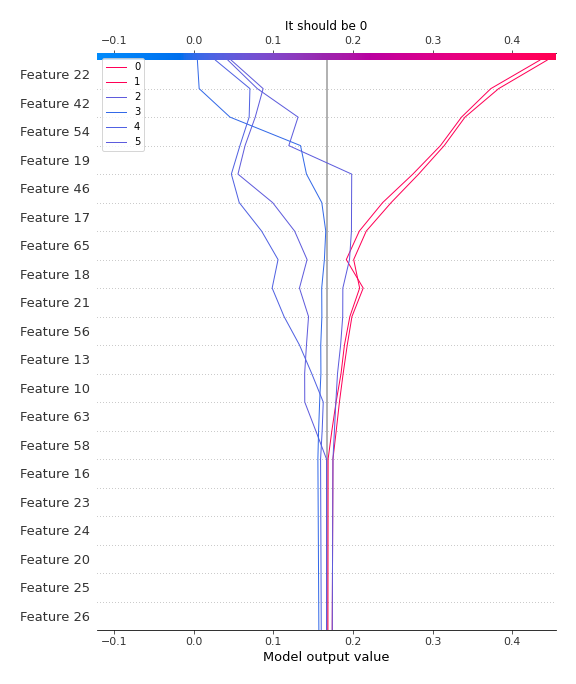 It should be 0
−0.1 0.0 0.1 0.2 0.3 0.4
0
1
2
3
4
5
Feature 22
Feature 42
Feature 54
Feature 19
Feature 46
Feature 17
Feature 65
Feature 18
Feature 21
Feature 56
Feature 13
Feature 10
Feature 63
Feature 58
Feature 16
Feature 23
Feature 24
Feature 20
Feature 25
Feature 26
−0.1 0.0 0.1 0.2 0.3 0.4
Model output value